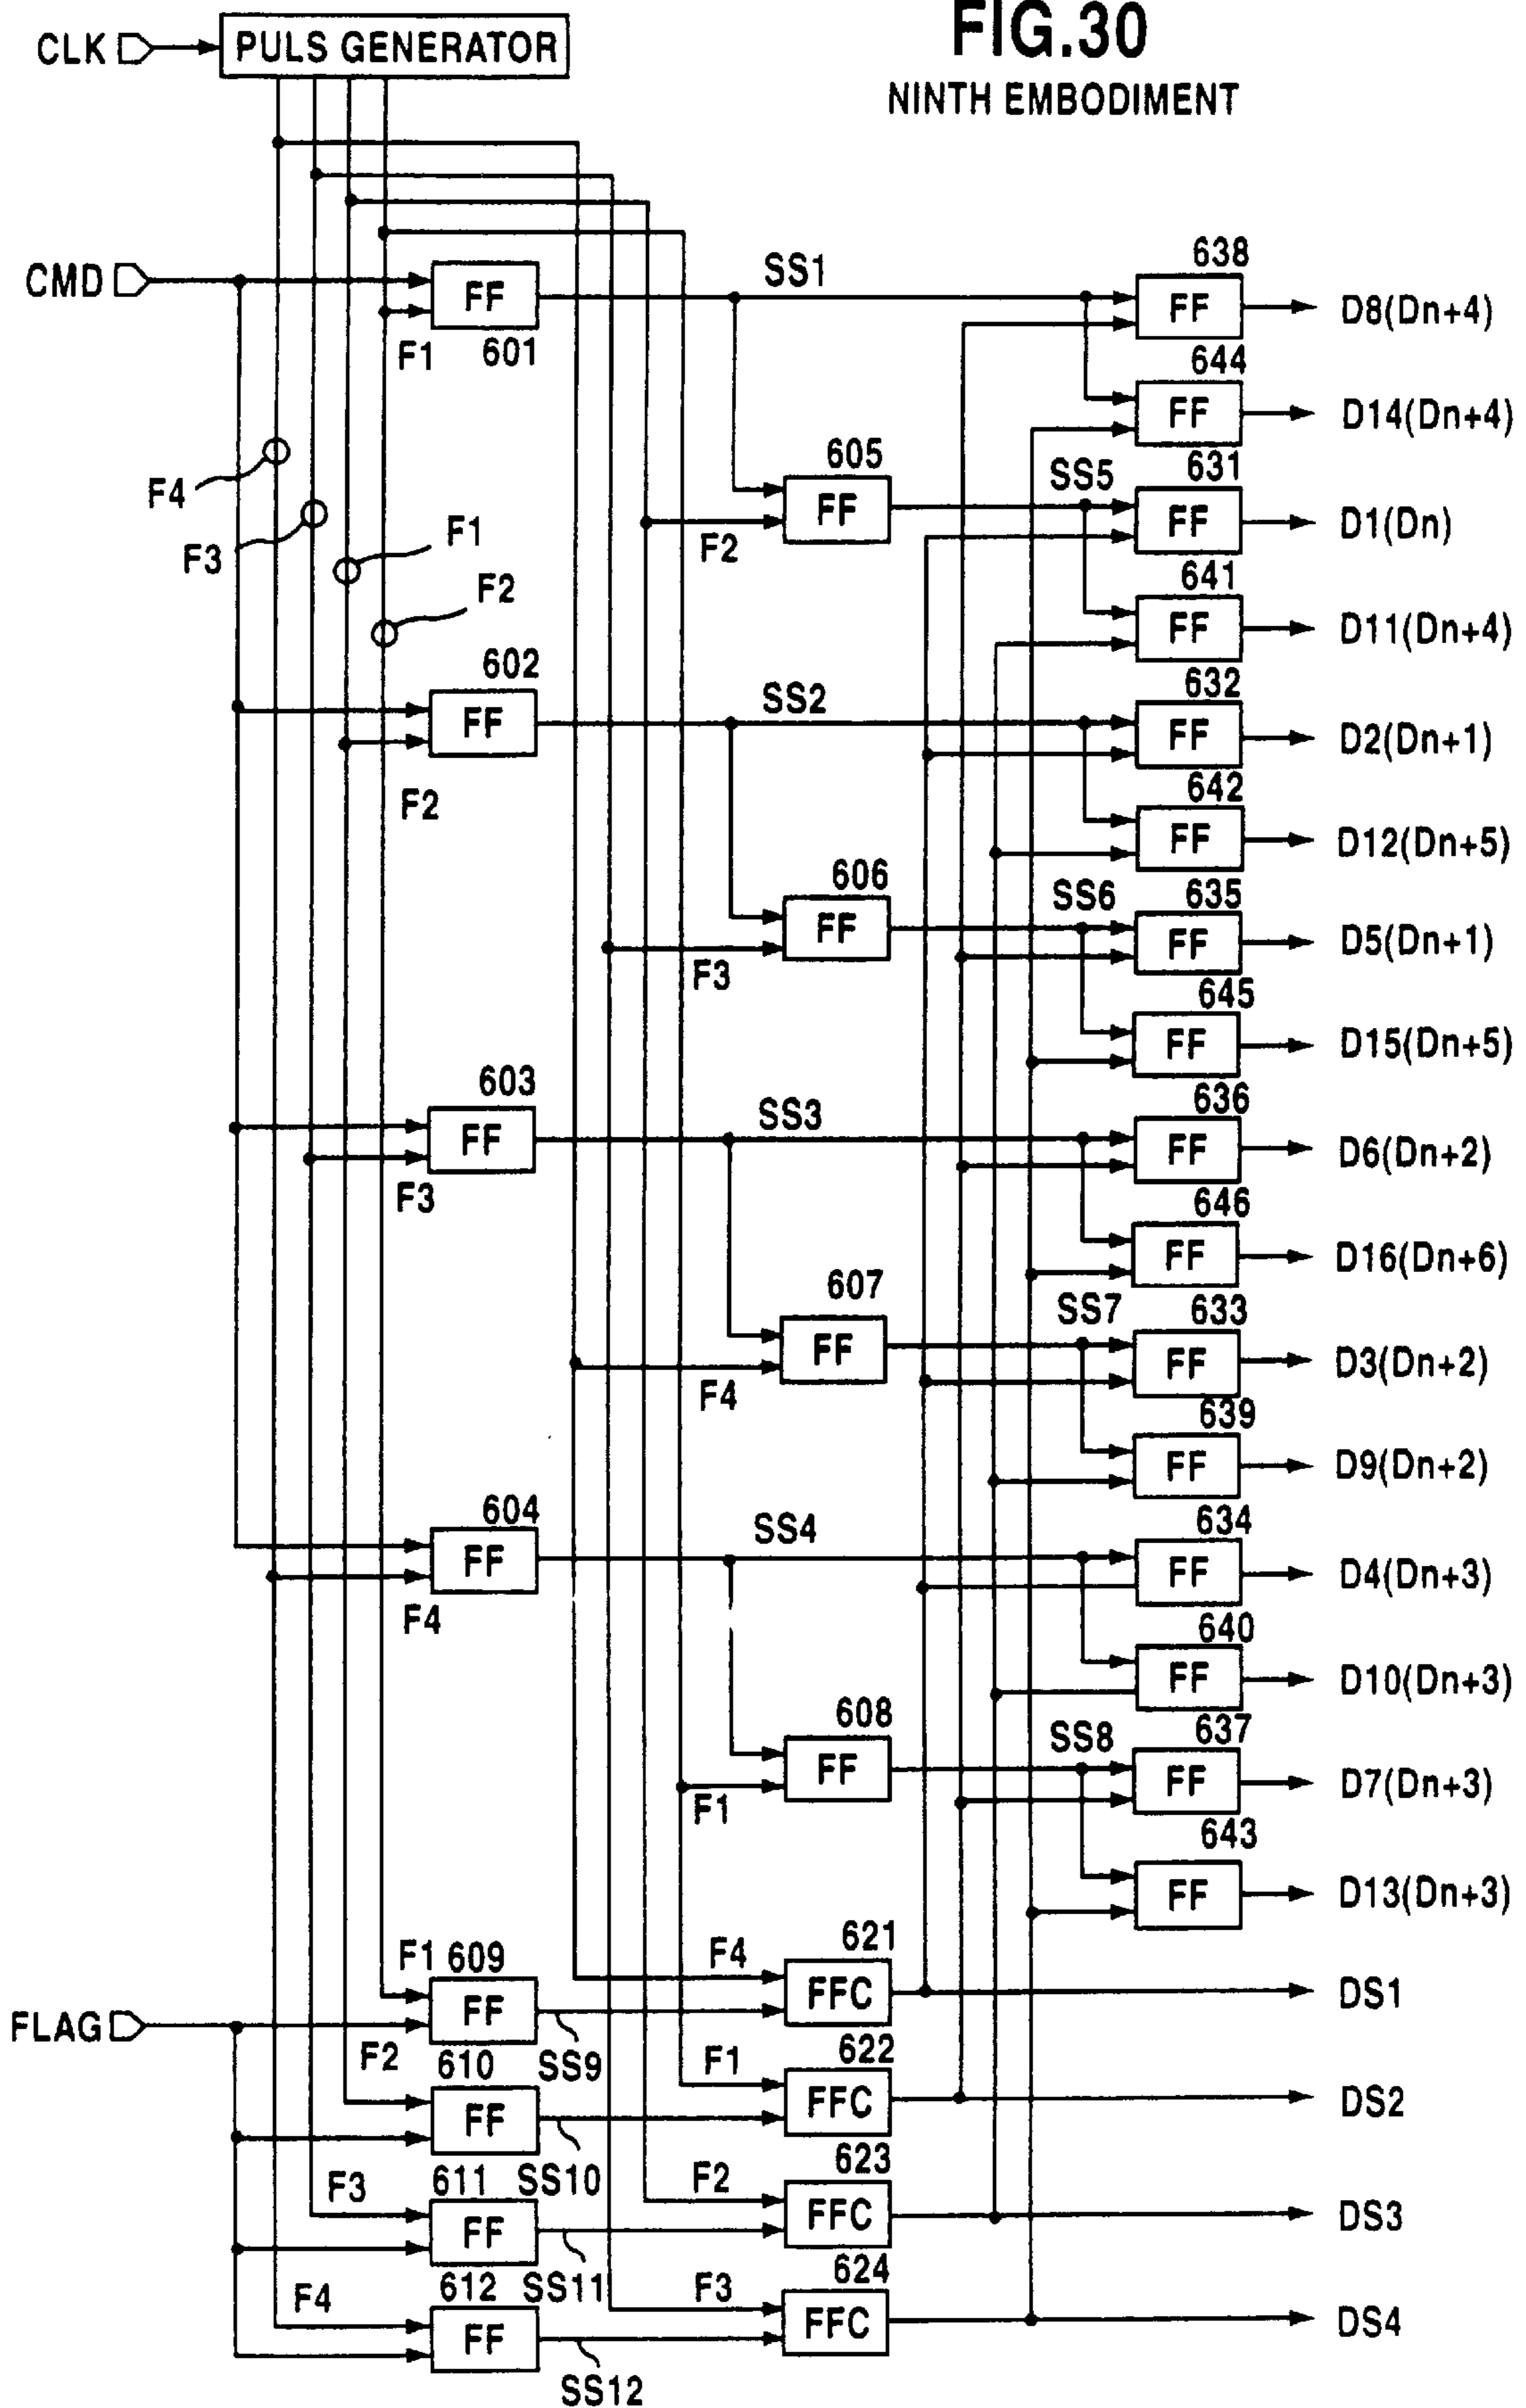 FIG.30
NINTH EMBODIMENT
CLK
PULS GENERATOR
CMD
FF
F1
601
SS1
638
FF
D8(Dn+4)
644
FF
D14(Dn+4)
F4
F3
F1
F2
605
FF
F2
SS5
631
FF
D1(Dn)
641
FF
D11(Dn+4)
602
FF
F2
SS2
632
FF
D2(Dn+1)
642
FF
D12(Dn+5)
606
FF
F3
SS6
635
FF
D5(Dn+1)
645
FF
D15(Dn+5)
603
FF
F3
SS3
636
FF
D6(Dn+2)
646
FF
D16(Dn+6)
607
FF
F4
SS7
633
FF
D3(Dn+2)
639
FF
D9(Dn+2)
604
FF
F4
SS4
634
FF
D4(Dn+3)
640
FF
D10(Dn+3)
608
FF
F1
SS8
637
FF
D7(Dn+3)
643
FF
D13(Dn+3)
FLAG
F1
609
FF
SS9
F4
621
FFC
DS1
F2
610
FF
SS10
F1
622
FFC
DS2
F3
611
FF
SS11
F2
623
FFC
DS3
F4
612
FF
SS12
F3
624
FFC
DS4